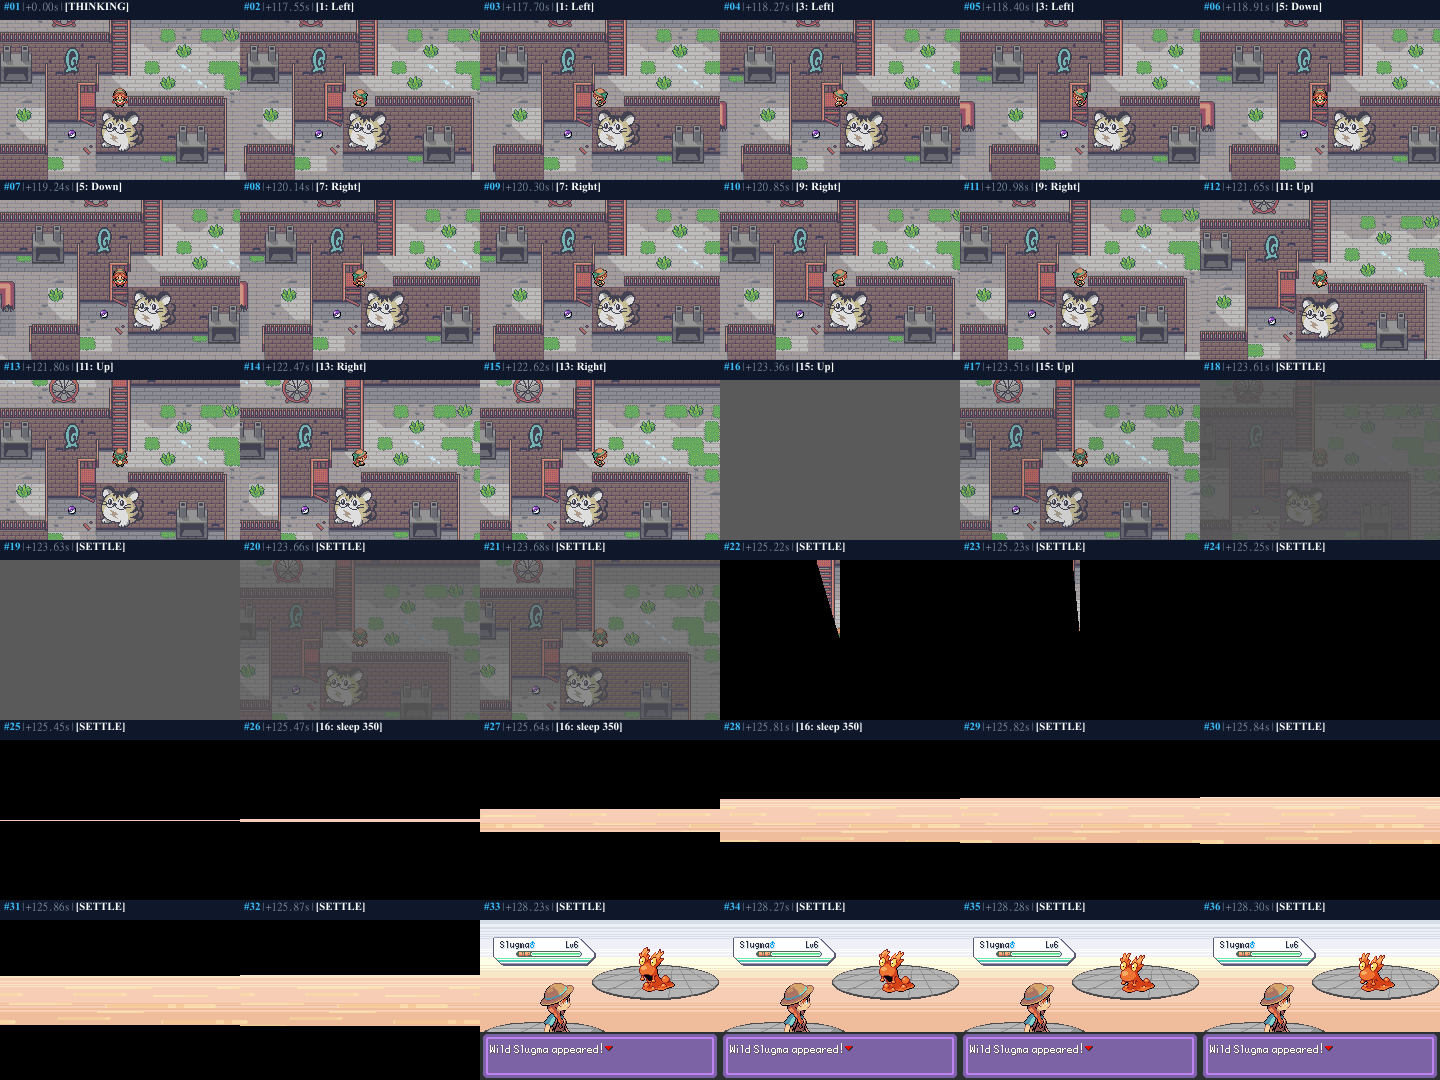 #01|+0.00s|[THINKING]
#02|+117.55s|[1: Left]
#03|+117.70s|[1: Left]
#04|+118.27s|[3: Left]
#05|+118.40s|[3: Left]
#06|+118.91s|[5: Down]
#07|+119.24s|[5: Down]
#08|+120.14s|[7: Right]
#09|+120.30s|[7: Right]
#10|+120.85s|[9: Right]
#11|+120.98s|[9: Right]
#12|+121.65s|[11: Up]
#13|+121.80s|[11: Up]
#14|+122.47s|[13: Right]
#15|+122.62s|[13: Right]
#16|+123.36s|[15: Up]
#17|+123.51s|[15: Up]
#18|+123.61s|[SETTLE]
#19|+123.63s|[SETTLE]
#20|+123.66s|[SETTLE]
#21|+123.68s|[SETTLE]
#22|+125.22s|[SETTLE]
#23|+125.23s|[SETTLE]
#24|+125.25s|[SETTLE]
#25|+125.45s|[SETTLE]
#26|+125.47s|[16: sleep 350]
#27|+125.64s|[16: sleep 350]
#28|+125.81s|[16: sleep 350]
#29|+125.82s|[SETTLE]
#30|+125.84s|[SETTLE]
#31|+125.86s|[SETTLE]
#32|+125.87s|[SETTLE]
#33|+128.23s|[SETTLE]
#34|+128.27s|[SETTLE]
#35|+128.28s|[SETTLE]
#36|+128.30s|[SETTLE]
Slugma♂ Lv6
Slugma♂ Lv6
Slugma♂ Lv6
Slugma♂ Lv6
Wild Slugma appeared!
Wild Slugma appeared!
Wild Slugma appeared!
Wild Slugma appeared!